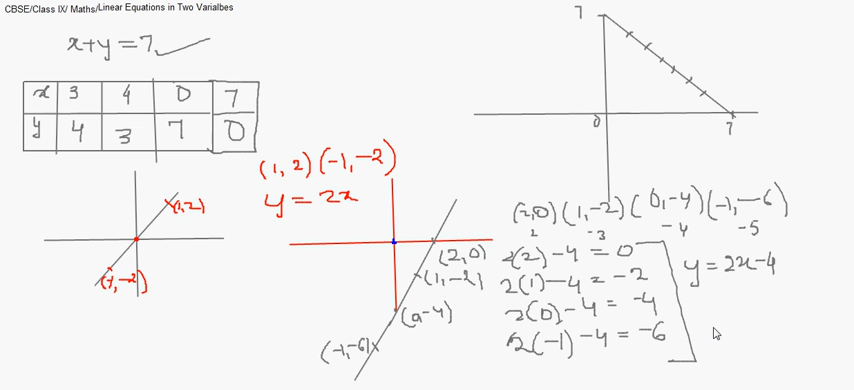 CBSE/Class IX/ Maths/Linear Equations in Two Varialbes
x+y=7
x 3 4 0 7
y 4 3 7 0
7
0 7
(1,2)
(-1,-2)
(1,2)(-1,-2)
y=2x
(2,0)
(1,-2)
(0-4)
(-1,-6)
(2,0)(1,-2)(0,-4)(-1,-6)
-3 -4 -5
2(2)-4=0
2(1)-4=-2
2(0)-4=-4
2(-1)-4=-6
y=2x-4